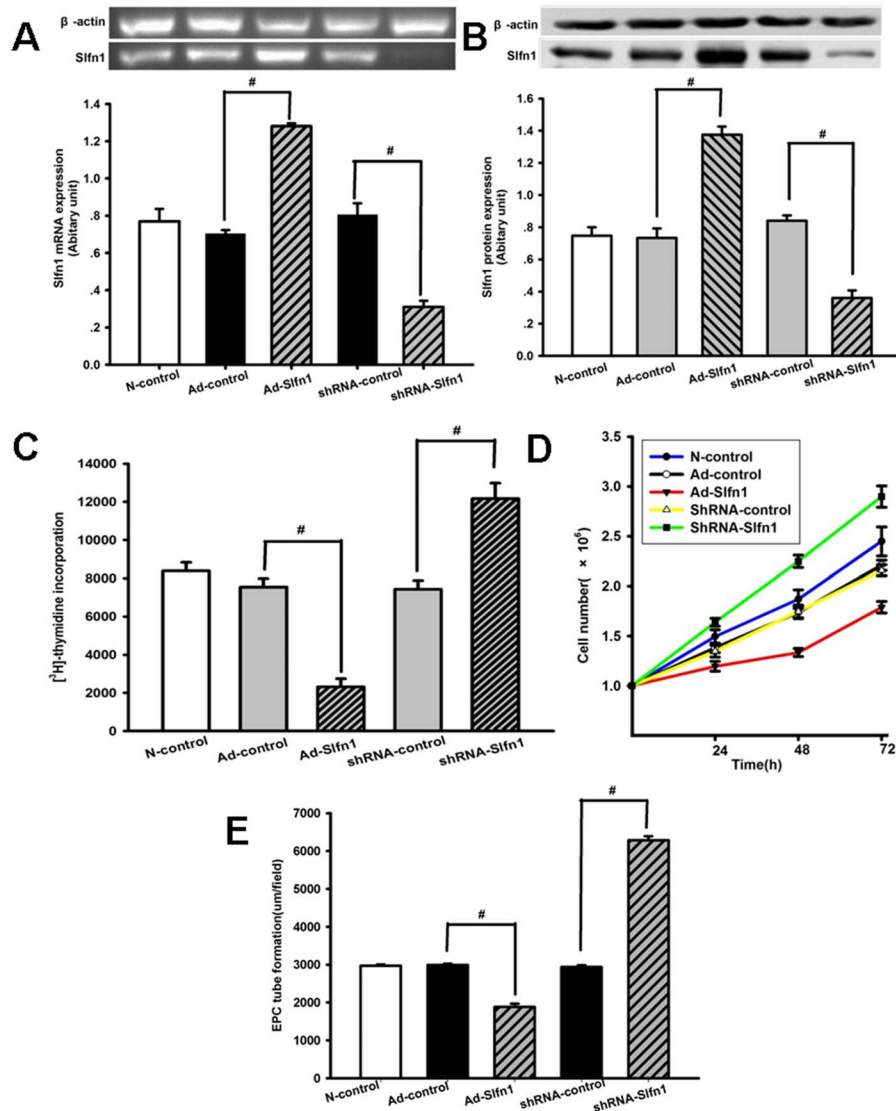 A
β -actin
Slfn1
#
#
Slfn1 mRNA expression
(Abitary unit)
1.4
1.2
1.0
.8
.6
.4
.2
0.0
N-control
Ad-control
Ad-Slfn1
shRNA-control
shRNA-Slfn1
B
β -actin
Slfn1
#
#
Slfn1 protein expression
(Abitary unit)
1.6
1.4
1.2
1.0
.8
.6
.4
.2
0.0
N-control
Ad-control
Ad-Slfn1
shRNA-control
shRNA-Slfn1
C
#
#
[³H]-thymidine incorporation
14000
12000
10000
8000
6000
4000
2000
0
N-control
Ad-control
Ad-Slfn1
shRNA-control
shRNA-Slfn1
D
N-control
Ad-control
Ad-Slfn1
ShRNA-control
ShRNA-Slfn1
Cell number( × 10⁶)
3.5
3.0
2.5
2.0
1.5
1.0
24
48
72
Time(h)
E
#
#
EPC tube formation(um/field)
7000
6000
5000
4000
3000
2000
1000
0
N-control
Ad-control
Ad-Slfn1
shRNA-control
shRNA-Slfn1